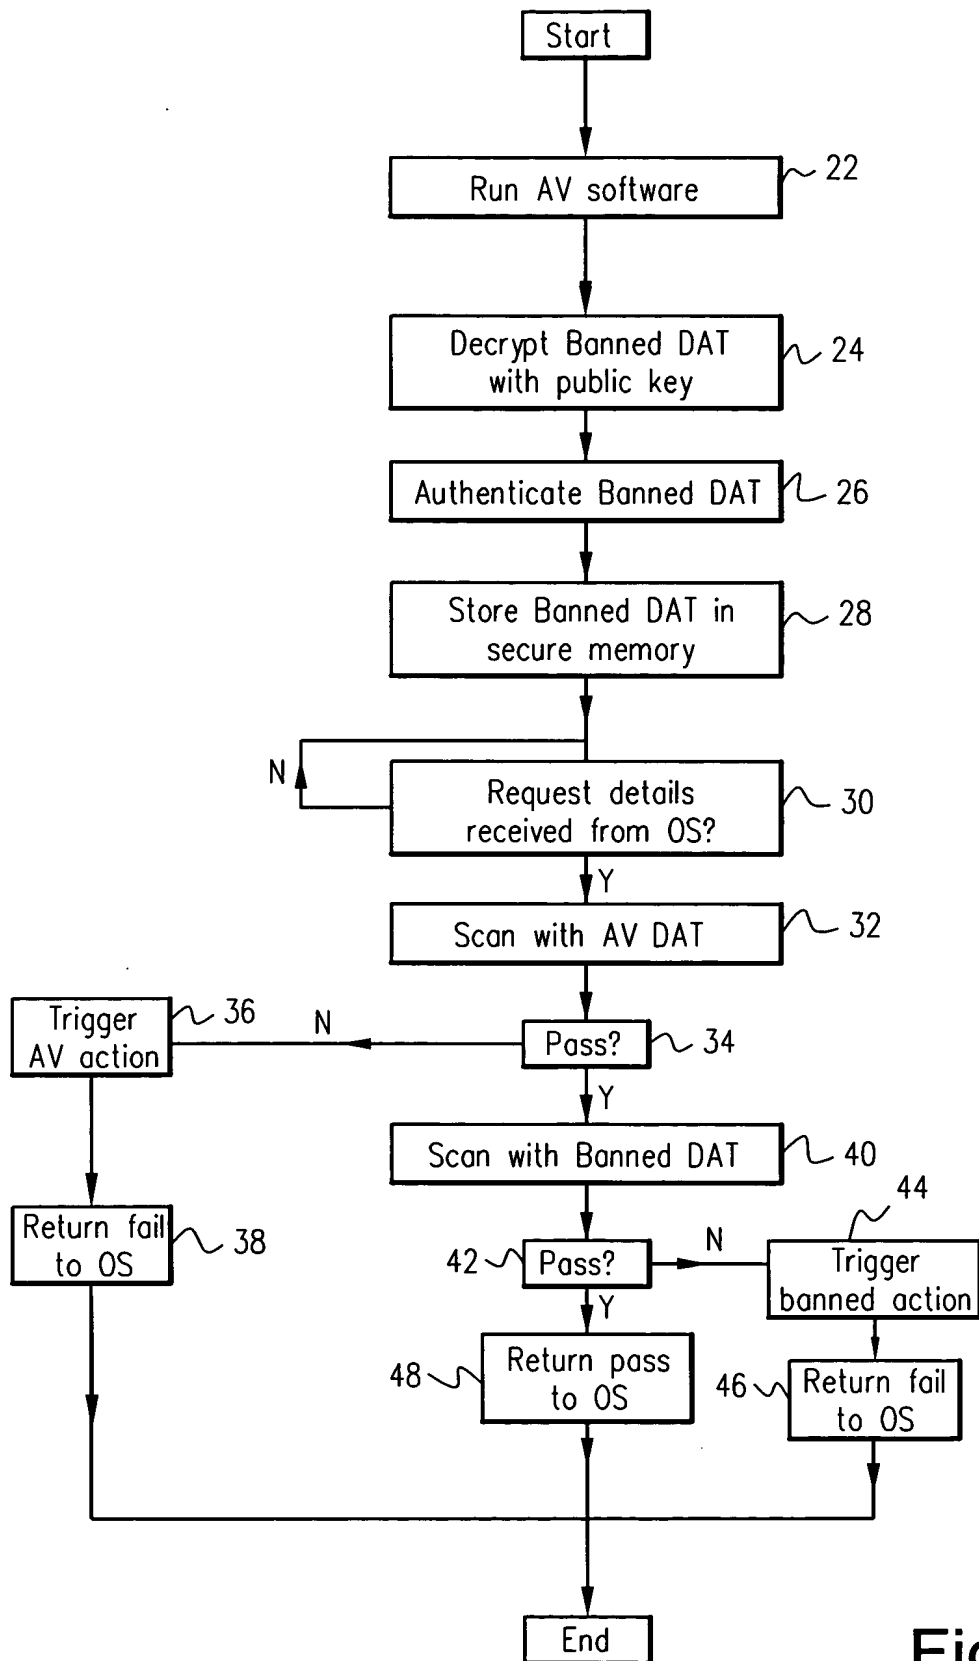 Start
Run AV software
22
Decrypt Banned DAT
with public key
24
Authenticate Banned DAT
26
Store Banned DAT in
secure memory
28
N
Request details
received from OS?
30
Y
Scan with AV DAT
32
Trigger
AV action
36
N
Pass?
34
Y
Scan with Banned DAT
40
Return fail
to OS
38
42
Pass?
N
44
Trigger
banned action
Y
48
Return pass
to OS
46
Return fail
to OS
End